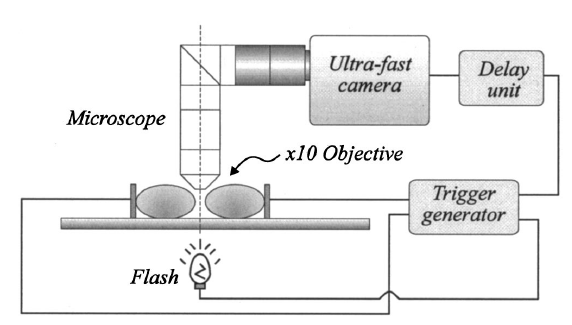 Ultra-fast
camera
Delay
unit
Microscope
x10 Objective
Trigger
generator
Flash